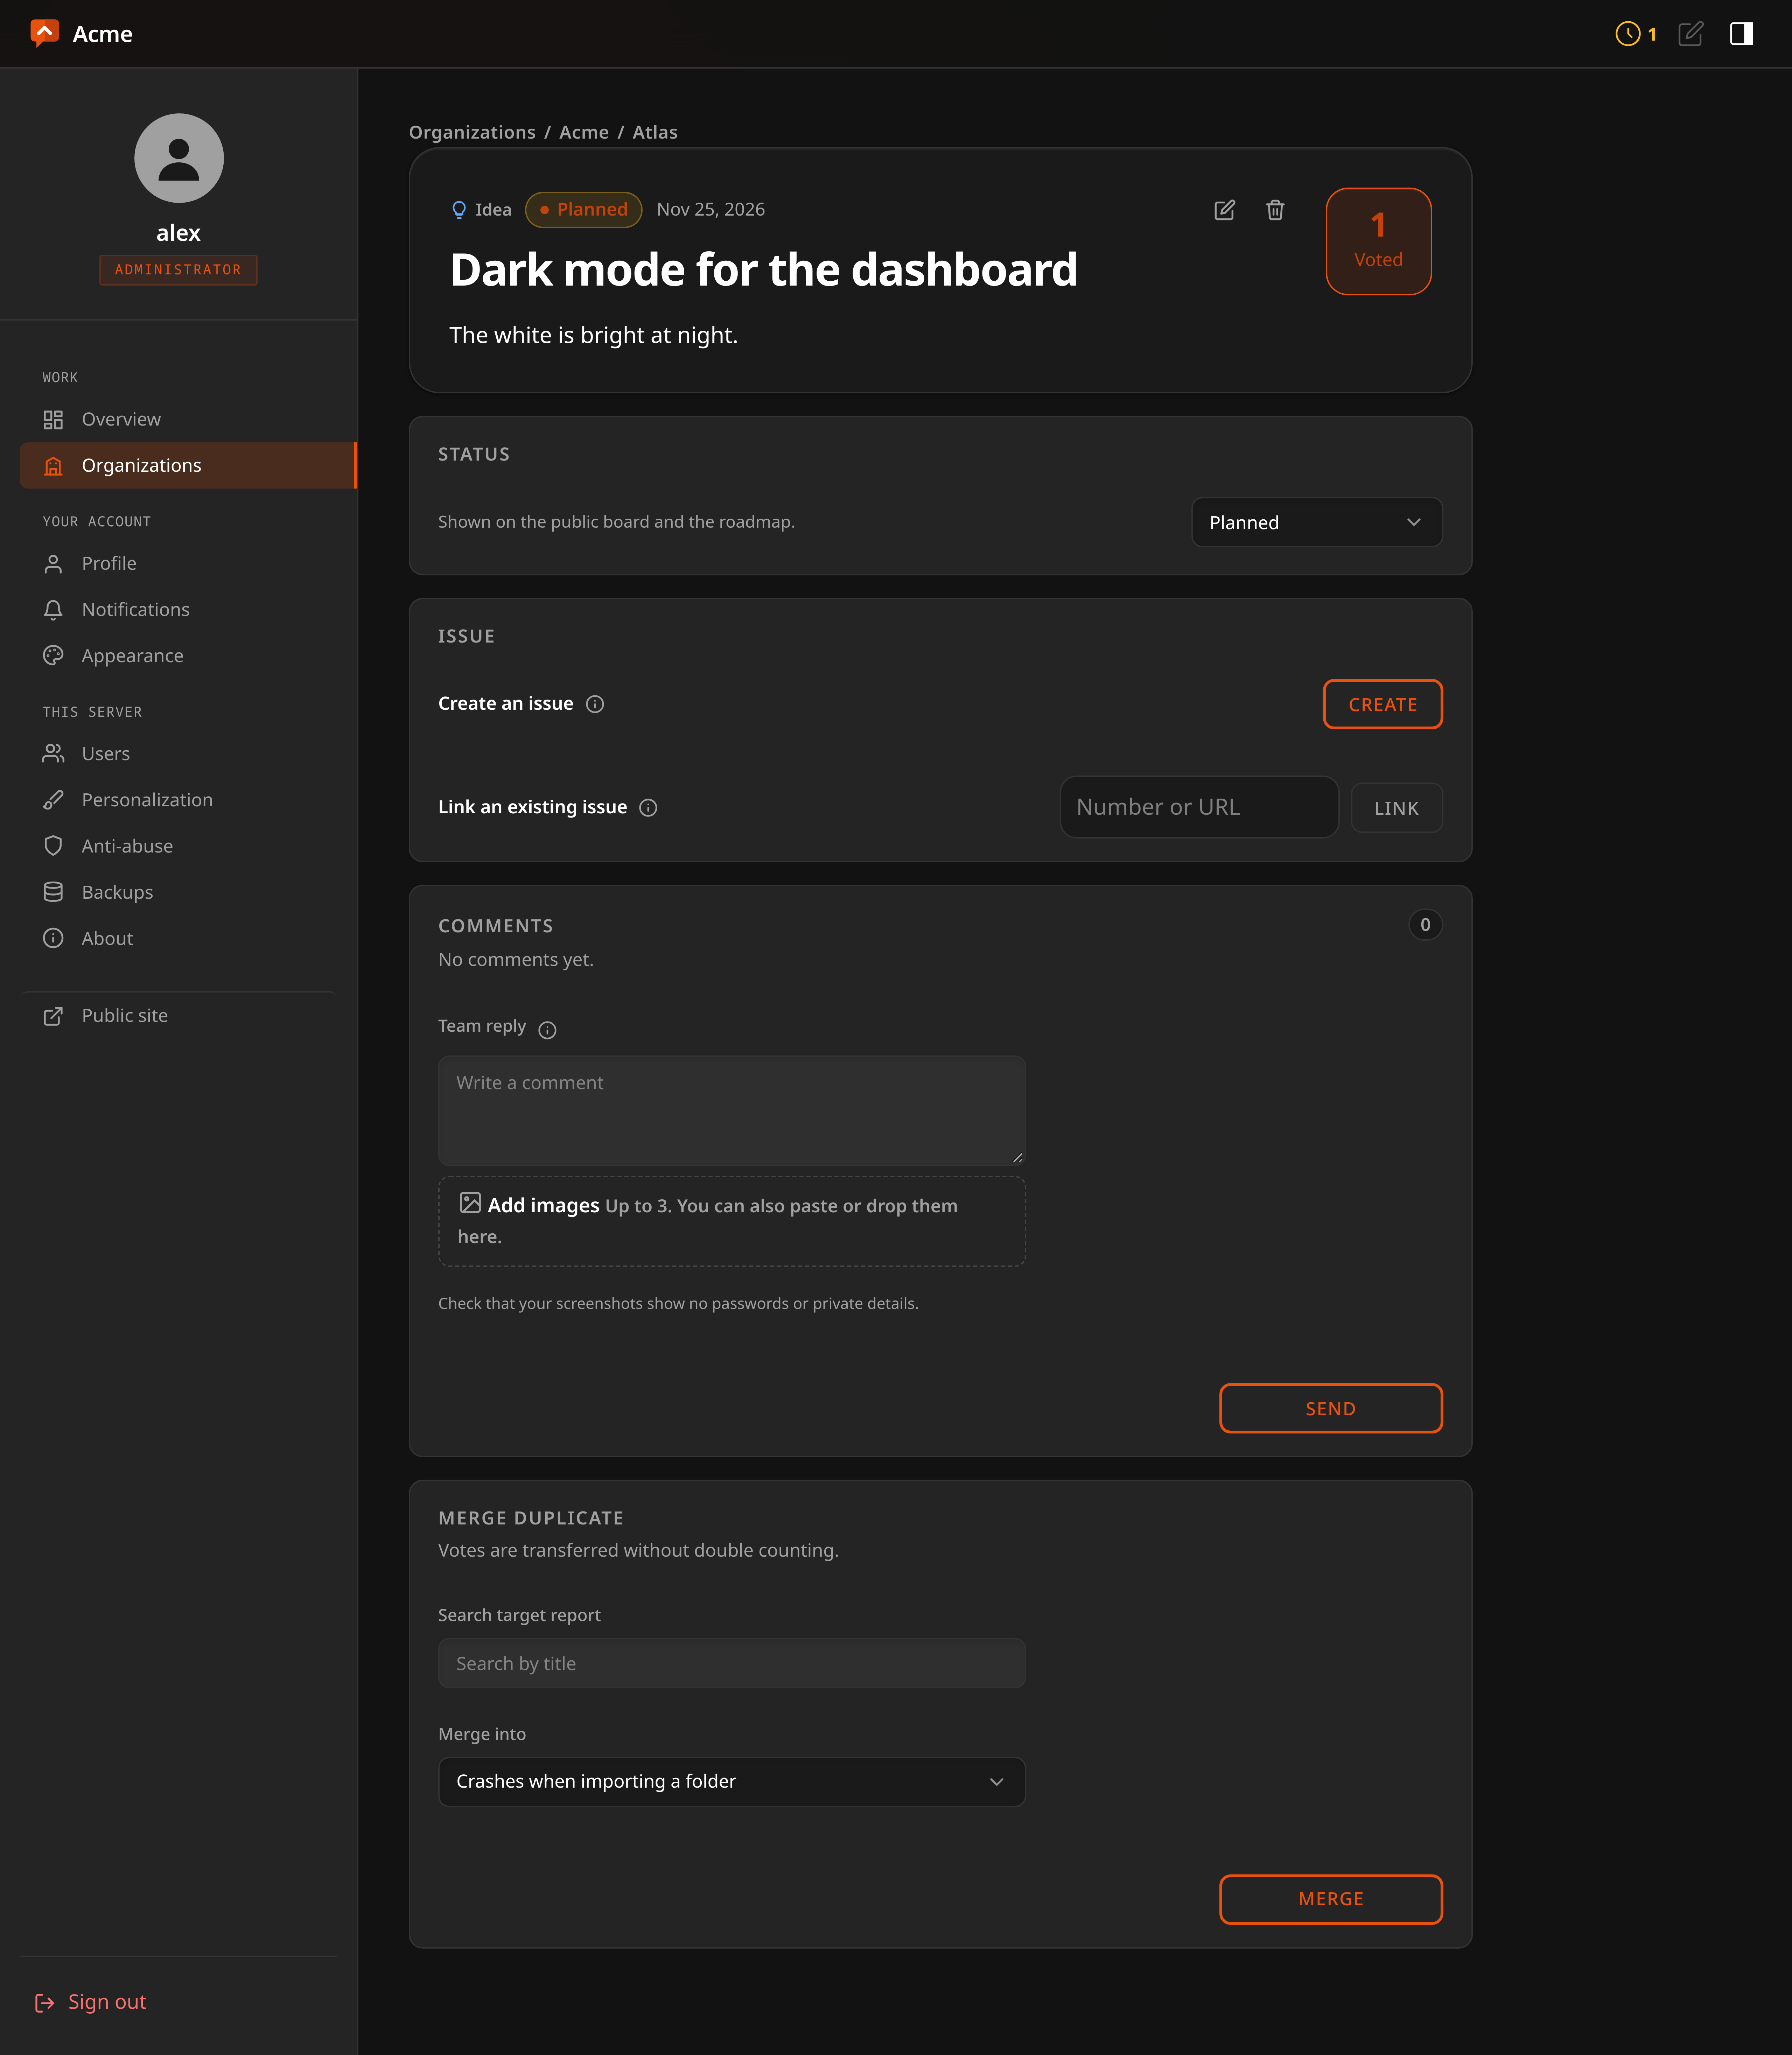 Acme
1
alex
ADMINISTRATOR
WORK
Overview
Organizations
YOUR ACCOUNT
Profile
Notifications
Appearance
THIS SERVER
Users
Personalization
Anti-abuse
Backups
About
Public site
Sign out
Organizations / Acme / Atlas
Idea Planned Nov 25, 2026
1
Voted
Dark mode for the dashboard
The white is bright at night.
STATUS
Shown on the public board and the roadmap.
Planned
ISSUE
Create an issue
CREATE
Link an existing issue
Number or URL
LINK
COMMENTS
0
No comments yet.
Team reply
Write a comment
Add images Up to 3. You can also paste or drop them
here.
Check that your screenshots show no passwords or private details.
SEND
MERGE DUPLICATE
Votes are transferred without double counting.
Search target report
Search by title
Merge into
Crashes when importing a folder
MERGE